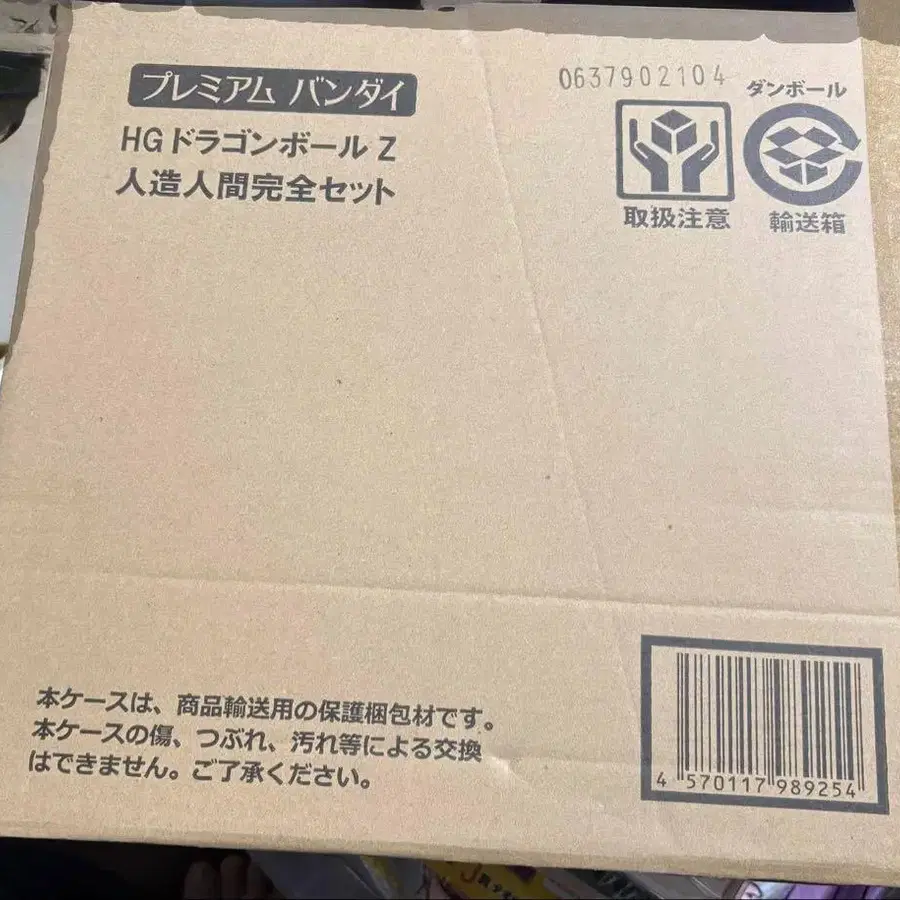 プレミアム バンダイ
HGドラゴンボールZ
人造人間完全セット
0637902104
取扱注意
ダンボール
輸送箱
本ケースは、商品輸送用の保護梱包材です。
本ケースの傷、つぶれ、汚れ等による交換
はできません。ご了承ください。
4 570117 989254